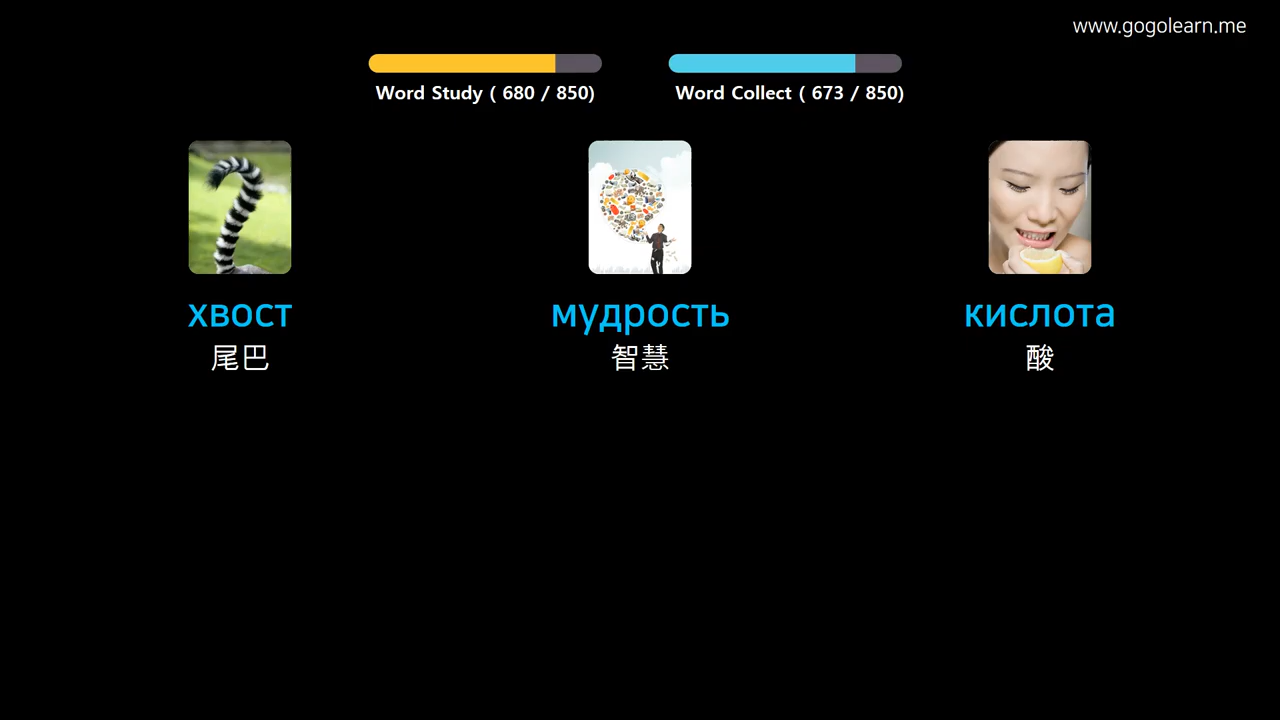 www.gogolearn.me
Word Study ( 680 / 850)
Word Collect ( 673 / 850)
хвост
мудрость
кислота
尾巴
智慧
酸